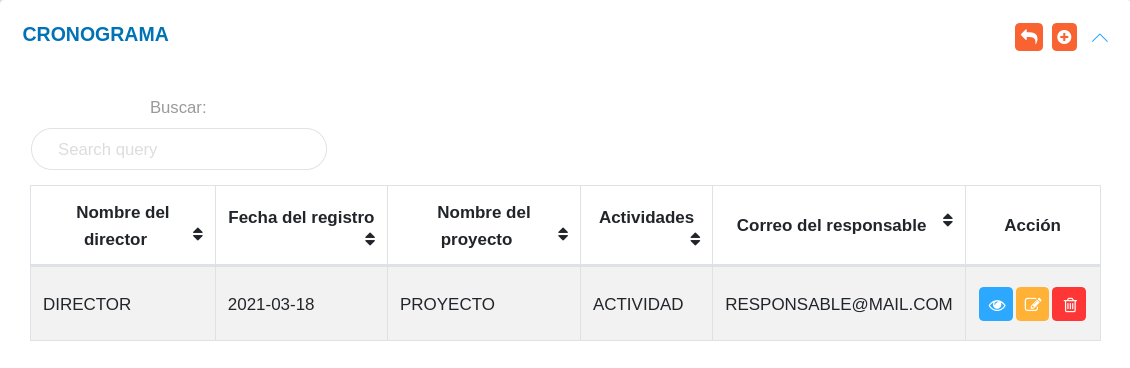 CRONOGRAMA
Buscar:
Search query
Nombre del
director
Fecha del registro
Nombre del
proyecto
Actividades
Correo del responsable
Acción
DIRECTOR
2021-03-18
PROYECTO
ACTIVIDAD
RESPONSABLE@MAIL.COM